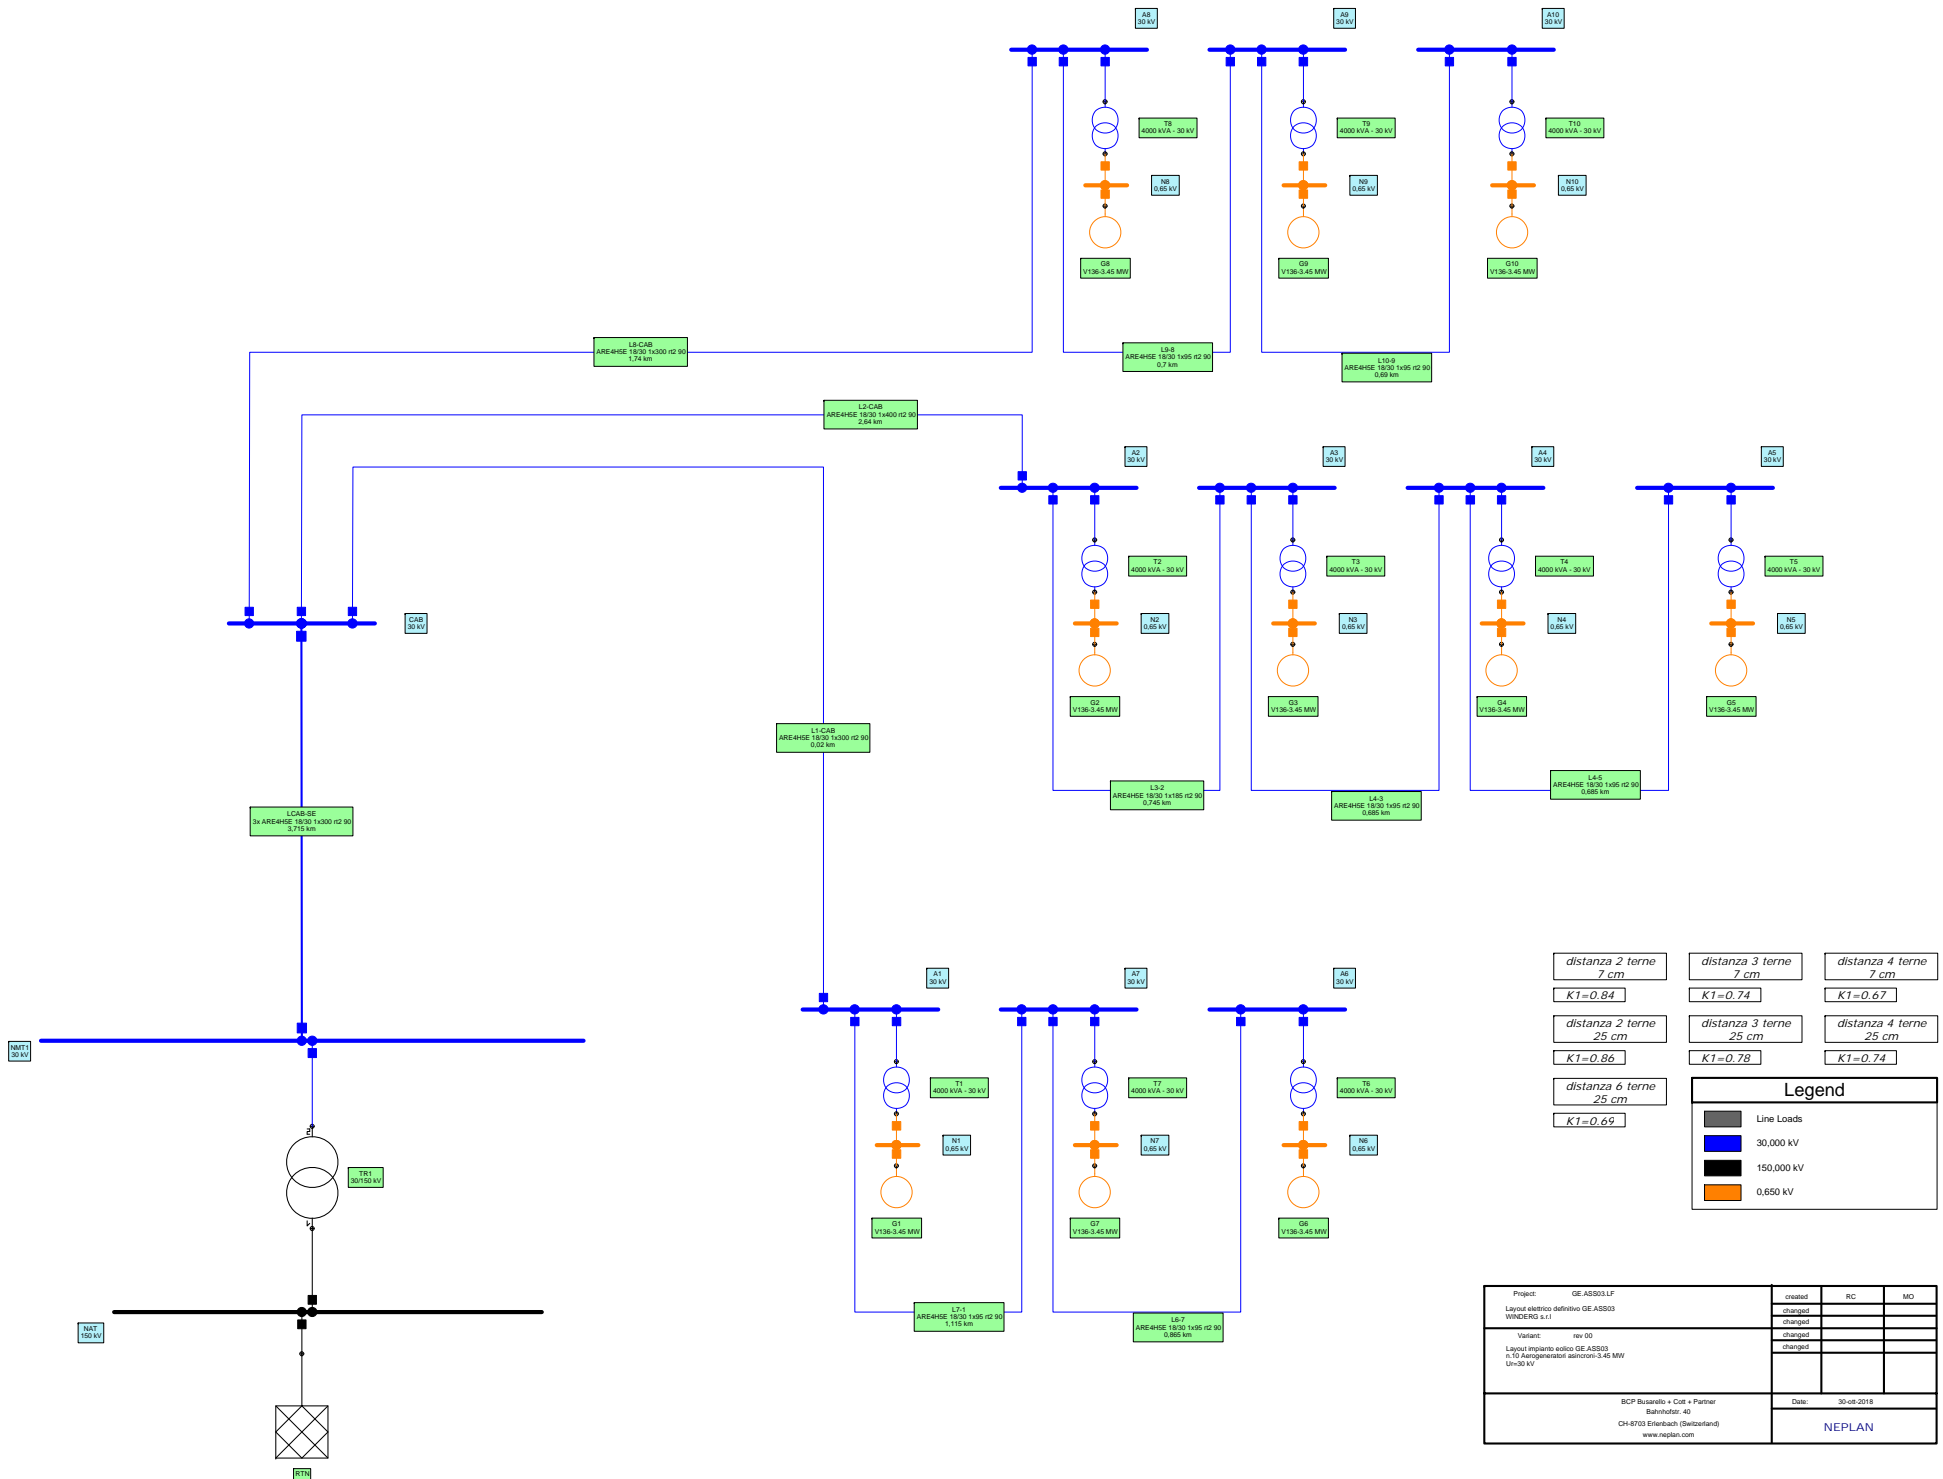 A8
30 kV
A9
30 kV
A10
30 kV
T8
4000 kVA - 30 kV
T9
4000 kVA - 30 kV
T10
4000 kVA - 30 kV
N8
0,65 kV
N9
0,65 kV
N10
0,65 kV
G8
V136-3.45 MW
G9
V136-3.45 MW
G10
V136-3.45 MW
L8-CAB
ARE4H5E 18/30 1x300 rt2 90
1,74 km
L9-8
ARE4H5E 18/30 1x95 rt2 90
0,7 km
L10-9
ARE4H5E 18/30 1x95 rt2 90
0,69 km
L2-CAB
ARE4H5E 18/30 1x400 rt2 90
2,64 km
A2
30 kV
A3
30 kV
A4
30 kV
A5
30 kV
T2
4000 kVA - 30 kV
T3
4000 kVA - 30 kV
T4
4000 kVA - 30 kV
T5
4000 kVA - 30 kV
CAB
30 kV
N2
0,65 kV
N3
0,65 kV
N4
0,65 kV
N5
0,65 kV
G2
V136-3.45 MW
G3
V136-3.45 MW
G4
V136-3.45 MW
G5
V136-3.45 MW
L1-CAB
ARE4H5E 18/30 1x300 rt2 90
0,02 km
L3-2
ARE4H5E 18/30 1x185 rt2 90
0,745 km
L4-3
ARE4H5E 18/30 1x95 rt2 90
0,685 km
L4-5
ARE4H5E 18/30 1x95 rt2 90
0,685 km
LCAB-SE
3x ARE4H5E 18/30 1x300 rt2 90
3,715 km
A1
30 kV
A7
30 kV
A6
30 kV
distanza 2 terne
7 cm
distanza 3 terne
7 cm
distanza 4 terne
7 cm
K1=0.84
K1=0.74
K1=0.67
distanza 2 terne
25 cm
distanza 3 terne
25 cm
distanza 4 terne
25 cm
K1=0.86
K1=0.78
K1=0.74
distanza 6 terne
25 cm
K1=0.69
NMT1
30 kV
T1
4000 kVA - 30 kV
T7
4000 kVA - 30 kV
T6
4000 kVA - 30 kV
N1
0,65 kV
N7
0,65 kV
N6
0,65 kV
Legend
Line Loads
30,000 kV
150,000 kV
0,650 kV
2
TR1
30/150 kV
1
G1
V136-3.45 MW
G7
V136-3.45 MW
G6
V136-3.45 MW
L7-1
ARE4H5E 18/30 1x95 rt2 90
1,115 km
L6-7
ARE4H5E 18/30 1x95 rt2 90
0,865 km
NAT
150 kV
RTN
Project: GE.ASS03.LF
Layout elettrico definitivo GE.ASS03
WINDERG s.r.l
Variant: rev 00
Layout impianto eolico GE.ASS03
n.10 Aerogeneratori asincroni-3.45 MW
Ur=30 kV
created RC MO
changed
changed
changed
changed
BCP Busarello + Cott + Partner
Bahnhofstr. 40
CH-8703 Erlenbach (Switzerland)
www.neplan.com
Date: 30-ott-2018
NEPLAN